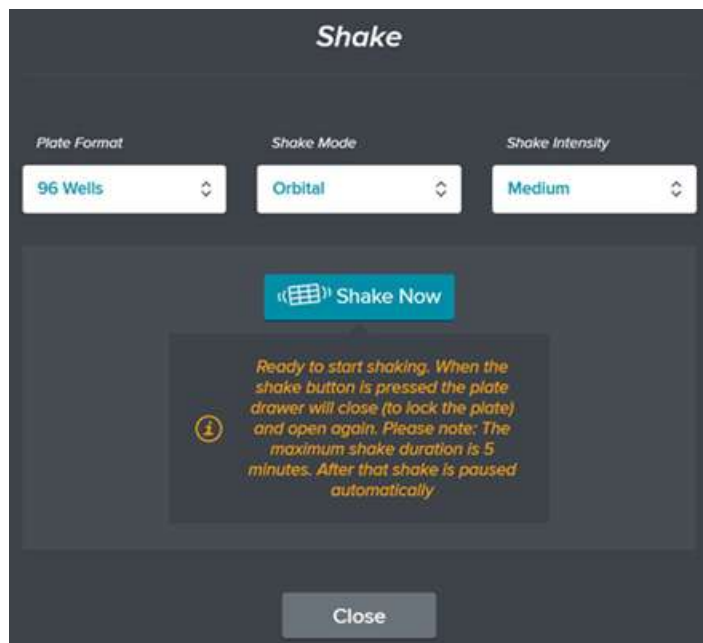 Shake
Plate Format
Shake Mode
Shake Intensity
96 Wells
Orbital
Medium
Shake Now
Ready to start shaking. When the
shake button is pressed the plate
drawer will close (to lock the plate)
and open again. Please note: The
maximum shake duration is 5
minutes. After that shake is paused
automatically
Close